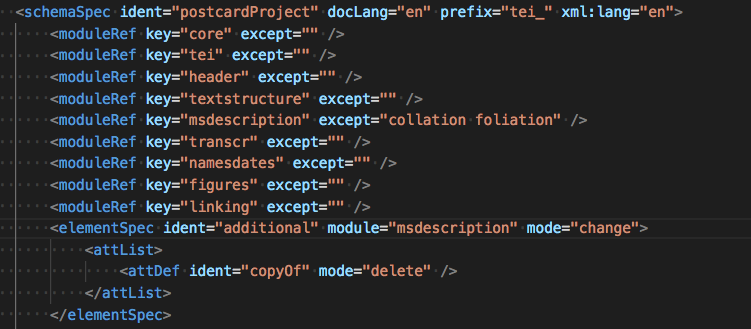 <schemaSpec ident="postcardProject" docLang="en" prefix="tei_" xml:lang="en">
<moduleRef key="core" except="" />
<moduleRef key="tei" except="" />
<moduleRef key="header" except="" />
<moduleRef key="textstructure" except="" />
<moduleRef key="msdescription" except="collation foliation" />
<moduleRef key="transcr" except="" />
<moduleRef key="namesdates" except="" />
<moduleRef key="figures" except="" />
<moduleRef key="linking" except="" />
<elementSpec ident="additional" module="msdescription" mode="change">
<attList>
<attDef ident="copyOf" mode="delete" />
</attList>
</elementSpec>